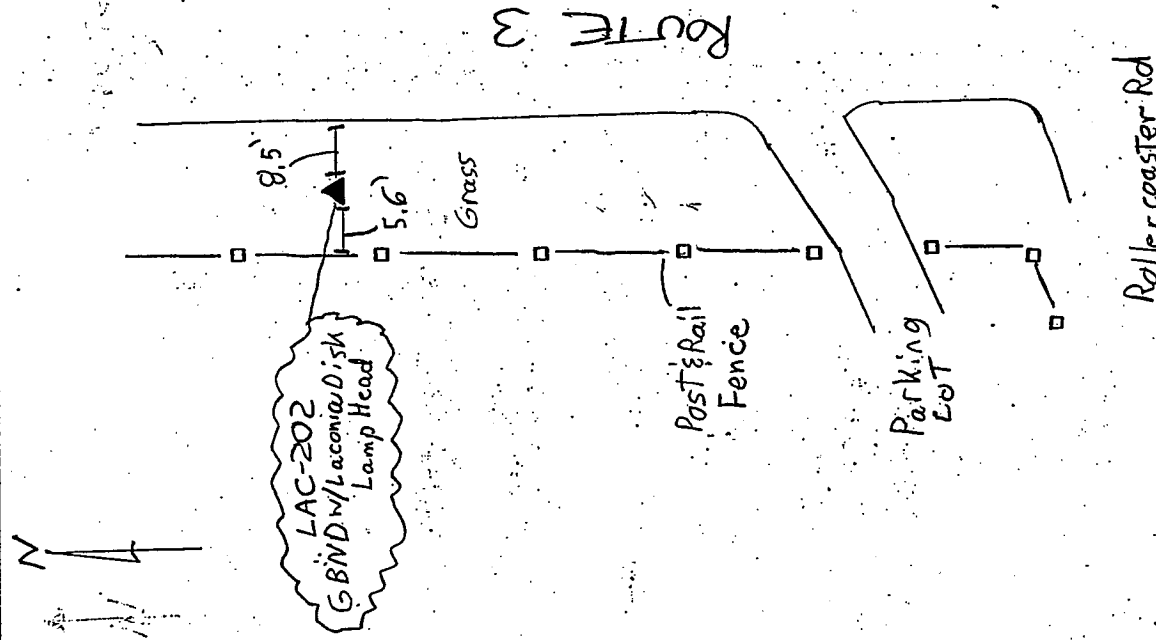 ROUTE 3
8.5'
5.6'
Grass
LAC-202
GBND w/Laconia Disk
Lamp Head
Post & Rail
Fence
Parking
LOT
Rollercoaster Rd
N